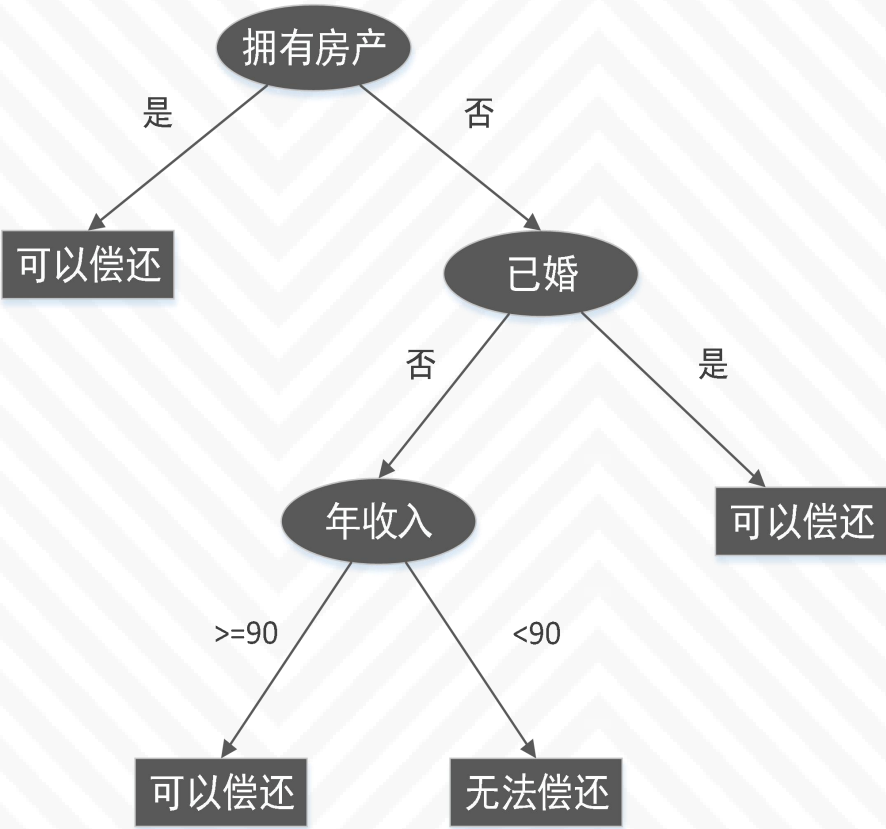 拥有房产
是
否
可以偿还
已婚
否
是
年收入
可以偿还
>=90
<90
可以偿还
无法偿还